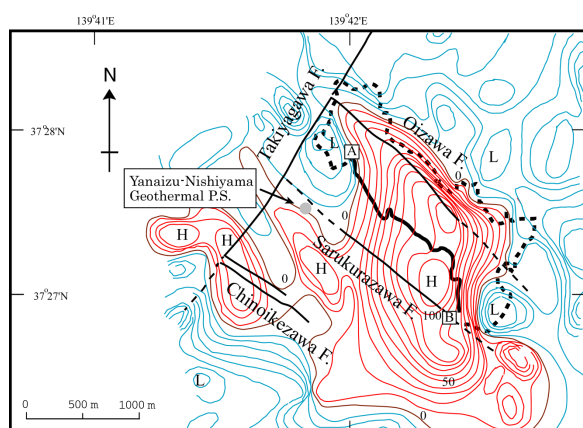 139°41'E
139°42'E
N
Takiyagawa F.
Oizawa F.
37°28'N
L
A
L
0
Yanaizu-Nishiyama
Geothermal P.S.
0
Sarukurazawa F.
H
H
H
H
0
37°27'N
Chinoikezawa F.
100
B
L
L
50
0
0
500 m
1000 m